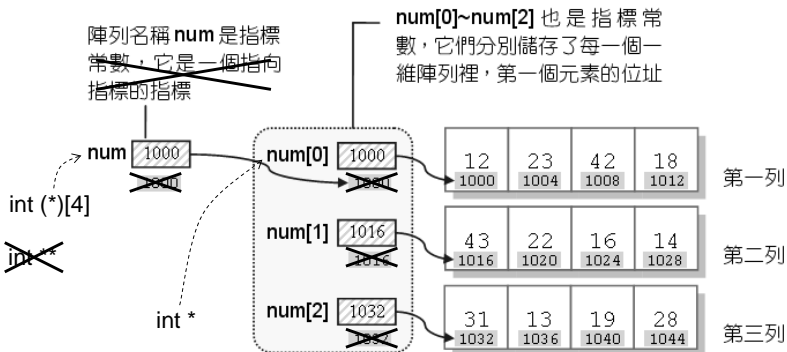 陣列名稱 num 是指標
常數，它是一個指向
指標的指標
num[0]~num[2] 也是指標常
數，它們分別儲存了每一個一
維陣列裡，第一個元素的位址
num 1000
1000
int (*)[4]
int **
int *
num[0] 1000
1000
num[1] 1016
1016
num[2] 1032
1032
12 23 42 18
1000 1004 1008 1012
第一列
43 22 16 14
1016 1020 1024 1028
第二列
31 13 19 28
1032 1036 1040 1044
第三列